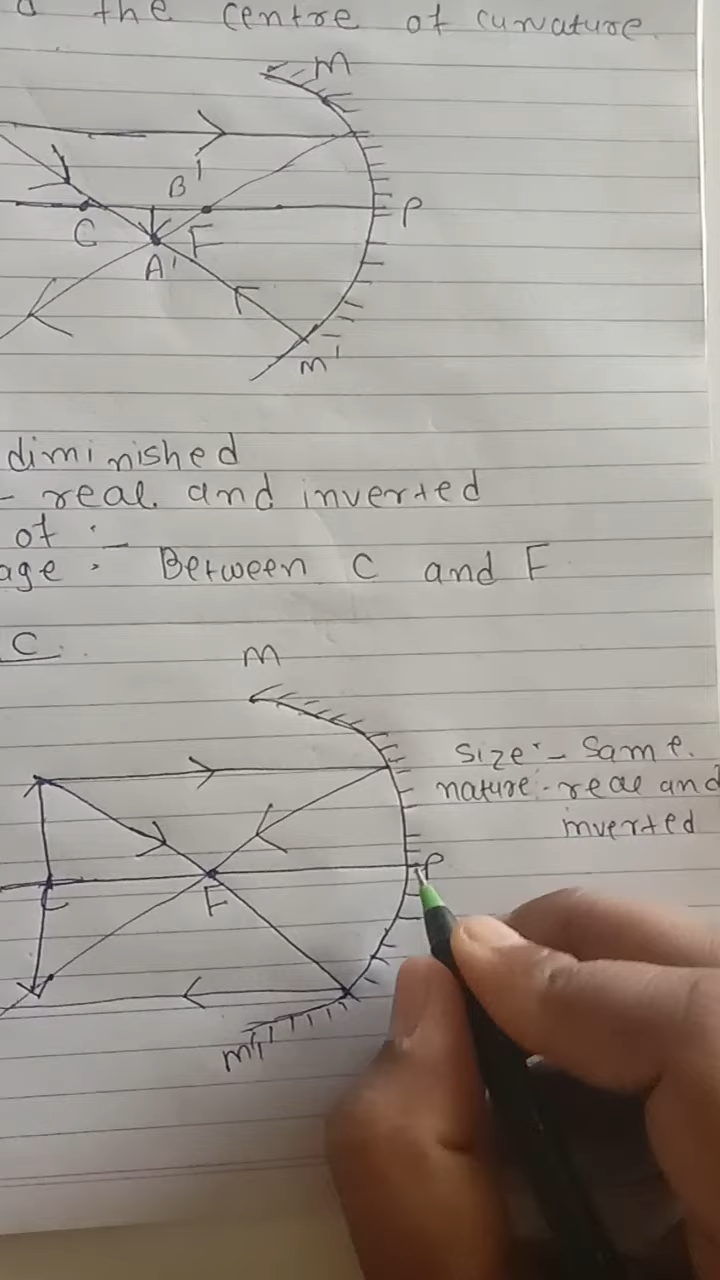 the centre of curvature.
M
B'
C
F
P
A'
M'
diminished
- real and inverted
of :-
age : Between C and F
C.
M
Size :- Same.
nature :- real and
inverted
P
C
F
M'